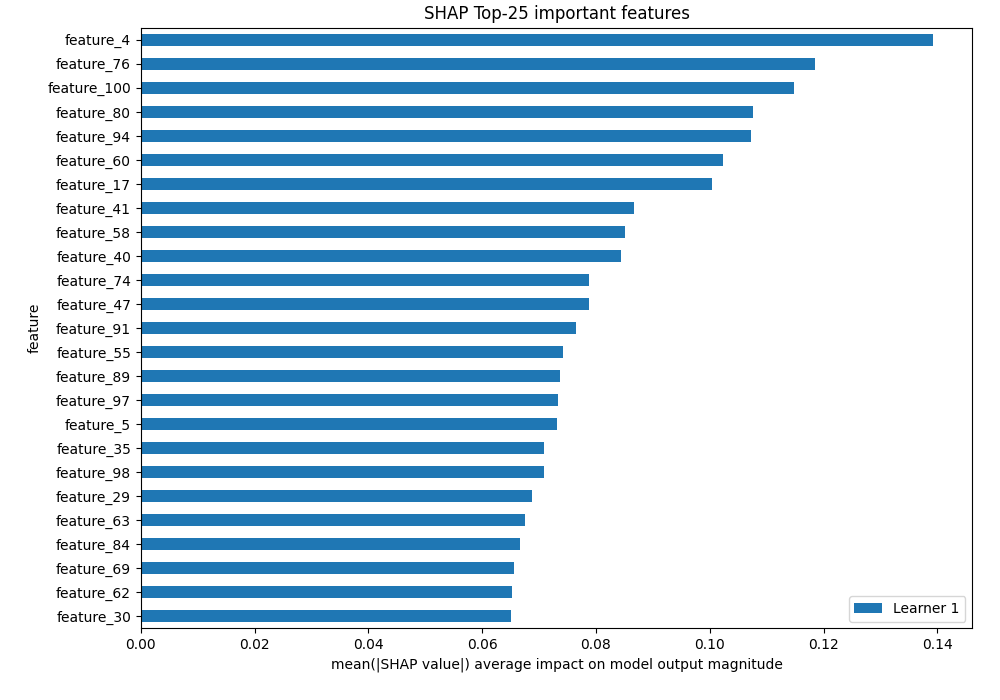 SHAP Top-25 important features
feature_4
feature_76
feature_100
feature_80
feature_94
feature_60
feature_17
feature_41
feature_58
feature_40
feature_74
feature_47
feature_91
feature_55
feature_89
feature_97
feature_5
feature_35
feature_98
feature_29
feature_63
feature_84
feature_69
feature_62
feature_30
feature
Learner 1
0.00 0.02 0.04 0.06 0.08 0.10 0.12 0.14
mean(|SHAP value|) average impact on model output magnitude